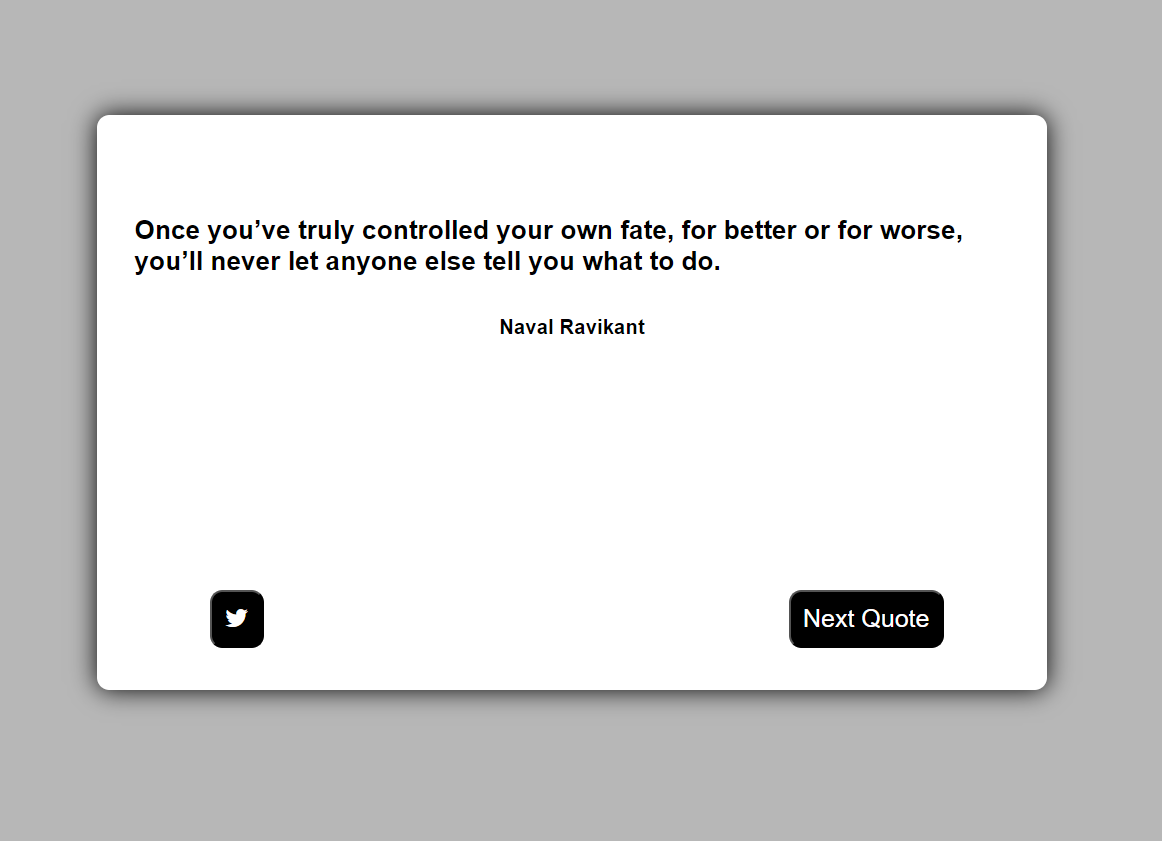 Once you’ve truly controlled your own fate, for better or for worse,
you’ll never let anyone else tell you what to do.
Naval Ravikant
Next Quote